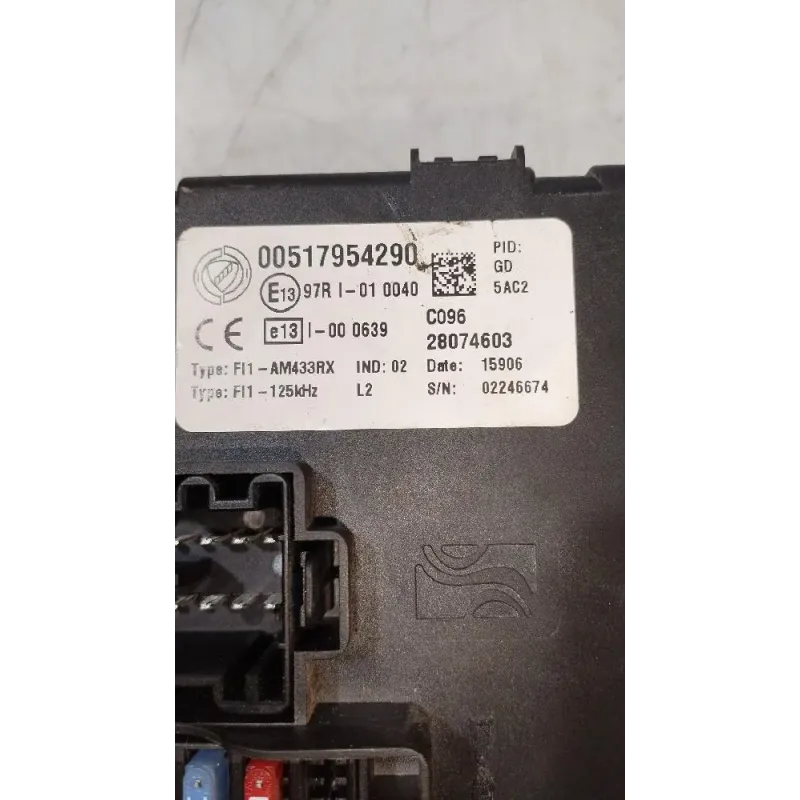 00517954290
PID:
GD
5AC2
E13 97R I-01 0040
e13 I-00 0639
C096
28074603
Type: FI1-AM433RX IND: 02 Date: 15906
Type: FI1-125kHz L2 S/N: 02246674
CE